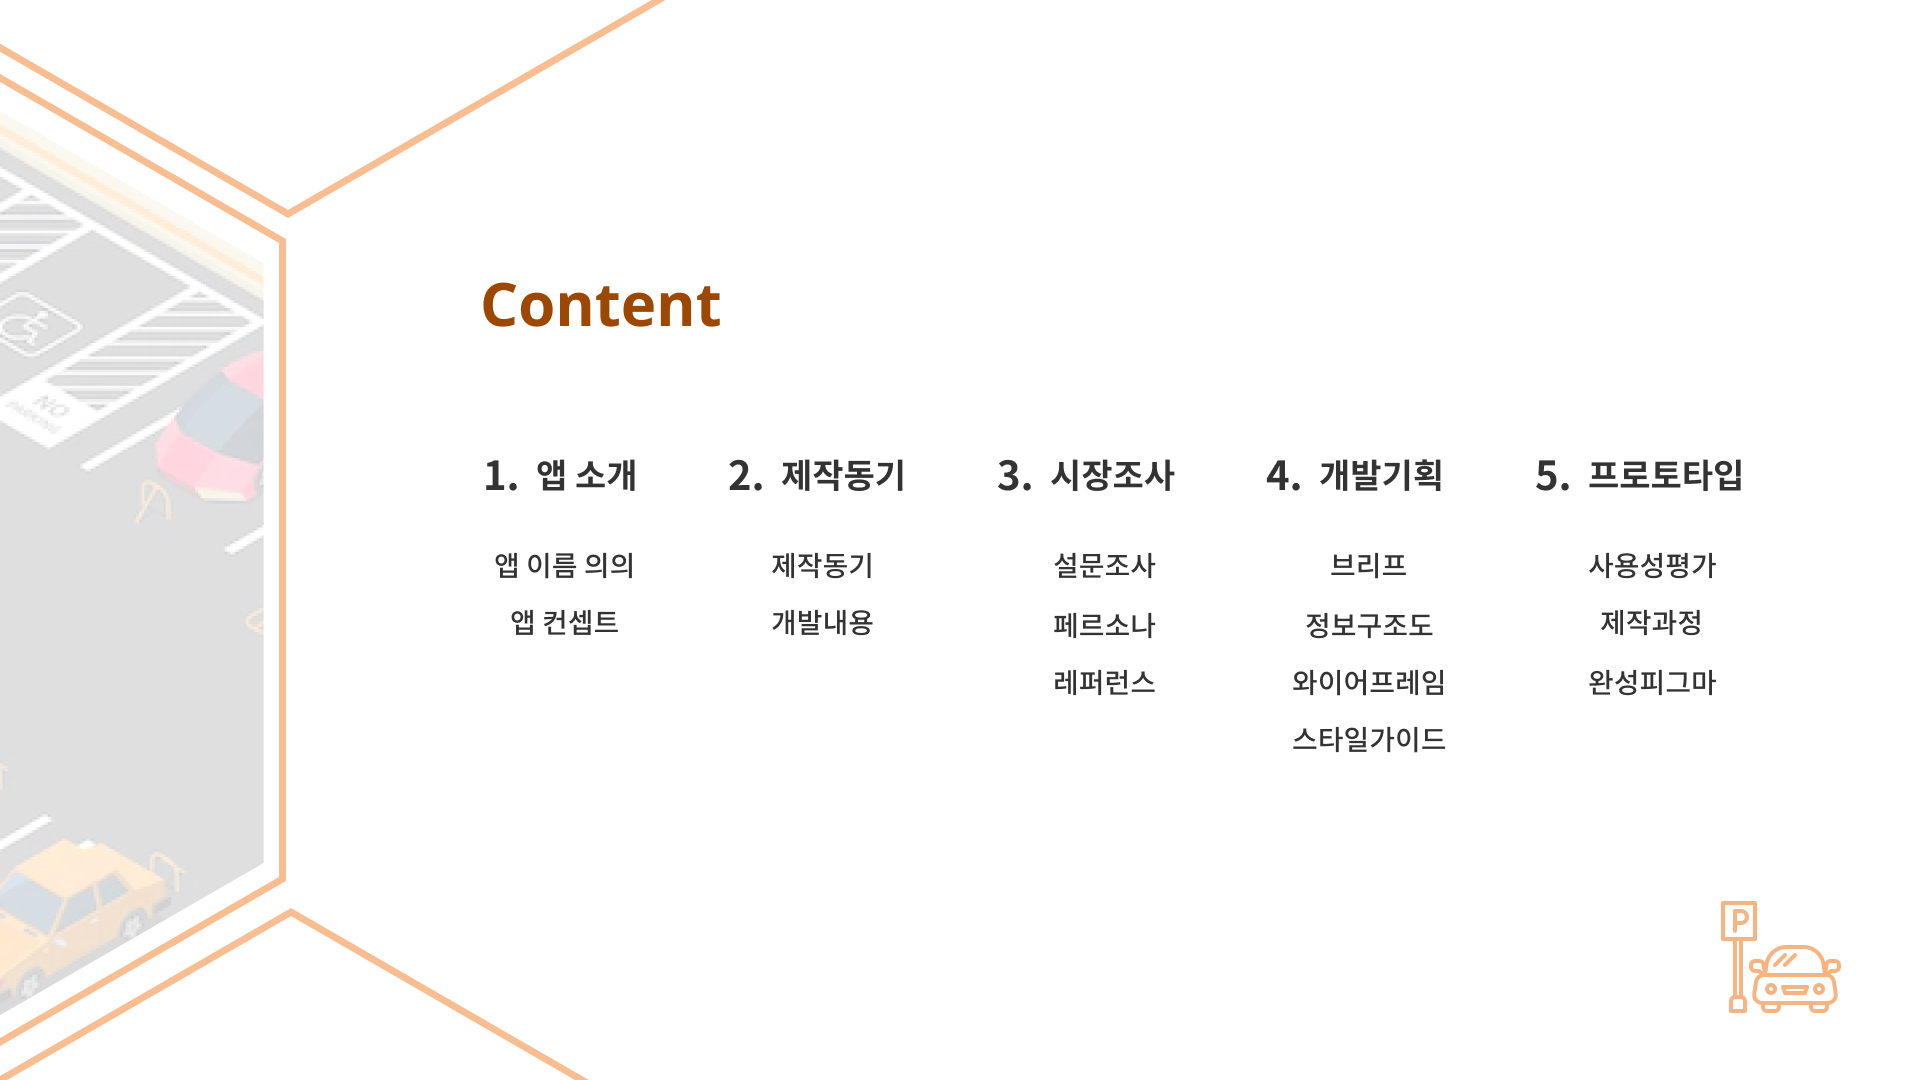 Content
1. 앱 소개
앱 이름 의의
앱 컨셉트
2. 제작동기
제작동기
개발내용
3. 시장조사
설문조사
페르소나
레퍼런스
4. 개발기획
브리프
정보구조도
와이어프레임
스타일가이드
5. 프로토타입
사용성평가
제작과정
완성피그마
NO
PARKING
P